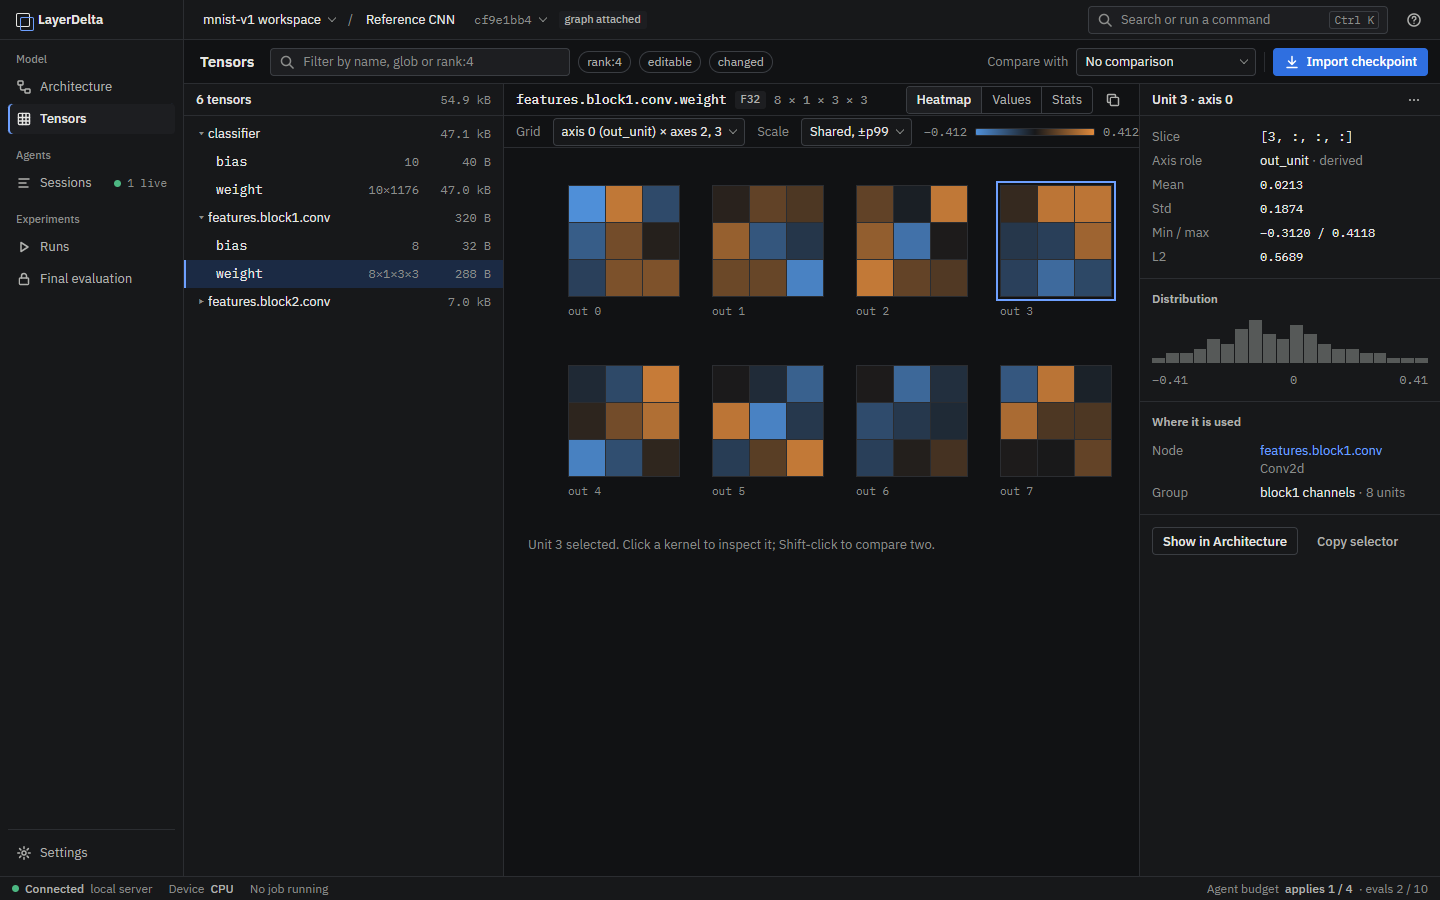 LayerDelta
mnist-v1 workspace / Reference CNN cf9e1bb4 graph attached
Search or run a command Ctrl K
Model
Architecture
Tensors
Agents
Sessions 1 live
Experiments
Runs
Final evaluation
Settings
Tensors
Filter by name, glob or rank:4
rank:4 editable changed
Compare with No comparison
Import checkpoint
6 tensors 54.9 kB
classifier 47.1 kB
bias 10 40 B
weight 10×1176 47.0 kB
features.block1.conv 320 B
bias 8 32 B
weight 8×1×3×3 288 B
features.block2.conv 7.0 kB
features.block1.conv.weight F32 8 × 1 × 3 × 3
Heatmap Values Stats
Grid axis 0 (out_unit) × axes 2, 3 Scale Shared, ±p99 −0.412 0.412
out 0 out 1 out 2 out 3
out 4 out 5 out 6 out 7
Unit 3 selected. Click a kernel to inspect it; Shift-click to compare two.
Unit 3 · axis 0
Slice [3, :, :, :]
Axis role out_unit · derived
Mean 0.0213
Std 0.1874
Min / max −0.3120 / 0.4118
L2 0.5689
Distribution
−0.41 0 0.41
Where it is used
Node features.block1.conv
Conv2d
Group block1 channels · 8 units
Show in Architecture Copy selector
Connected local server Device CPU No job running
Agent budget applies 1 / 4 · evals 2 / 10